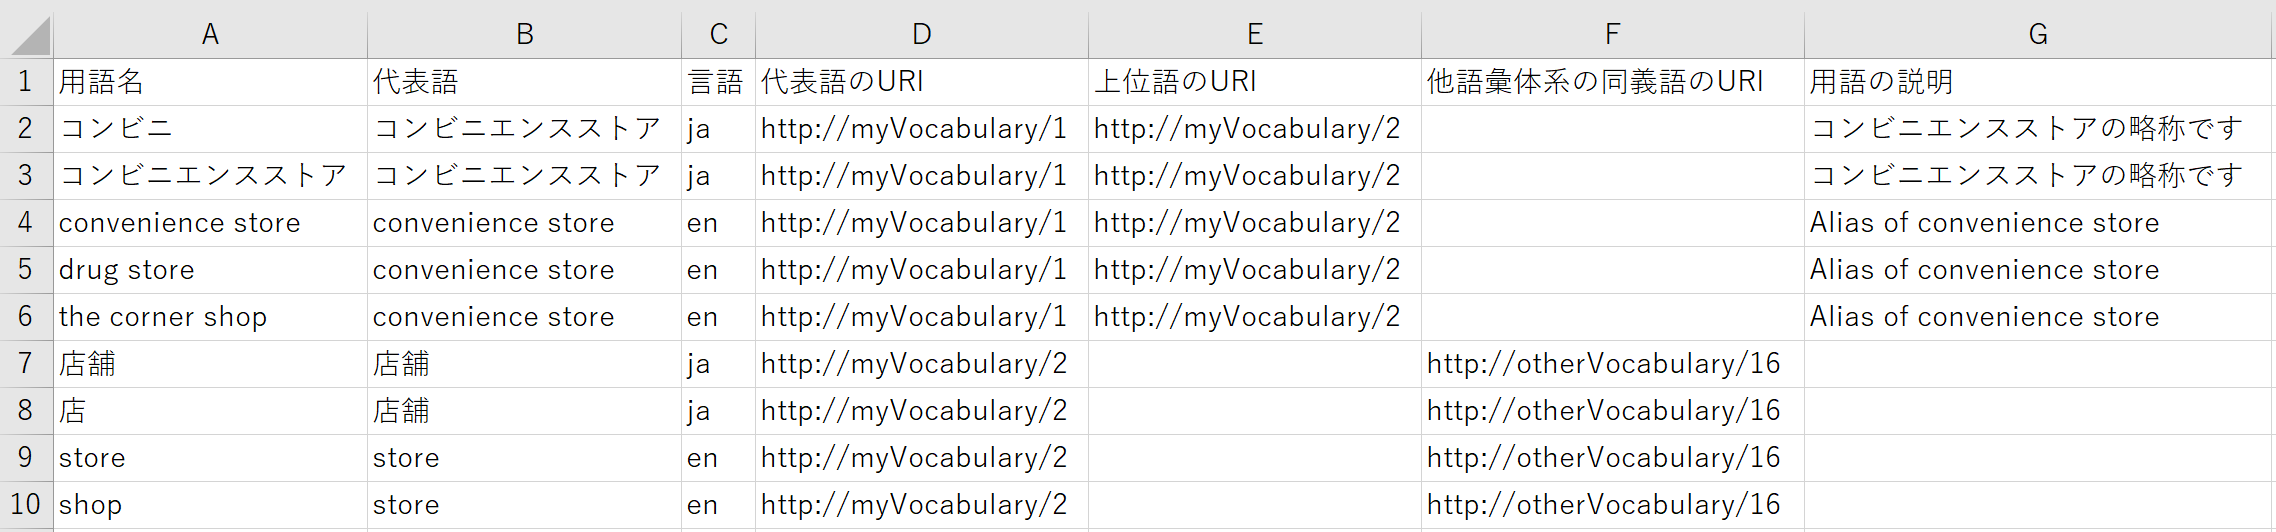 A B C D E F G
1 用語名 代表語 言語 代表語のURI 上位語のURI 他語彙体系の同義語のURI 用語の説明
2 コンビニ コンビニエンスストア ja http://myVocabulary/1 http://myVocabulary/2 コンビニエンスストアの略称です
3 コンビニエンスストア コンビニエンスストア ja http://myVocabulary/1 http://myVocabulary/2 コンビニエンスストアの略称です
4 convenience store convenience store en http://myVocabulary/1 http://myVocabulary/2 Alias of convenience store
5 drug store convenience store en http://myVocabulary/1 http://myVocabulary/2 Alias of convenience store
6 the corner shop convenience store en http://myVocabulary/1 http://myVocabulary/2 Alias of convenience store
7 店舗 店舗 ja http://myVocabulary/2 http://otherVocabulary/16
8 店 店舗 ja http://myVocabulary/2 http://otherVocabulary/16
9 store store en http://myVocabulary/2 http://otherVocabulary/16
10 shop store en http://myVocabulary/2 http://otherVocabulary/16